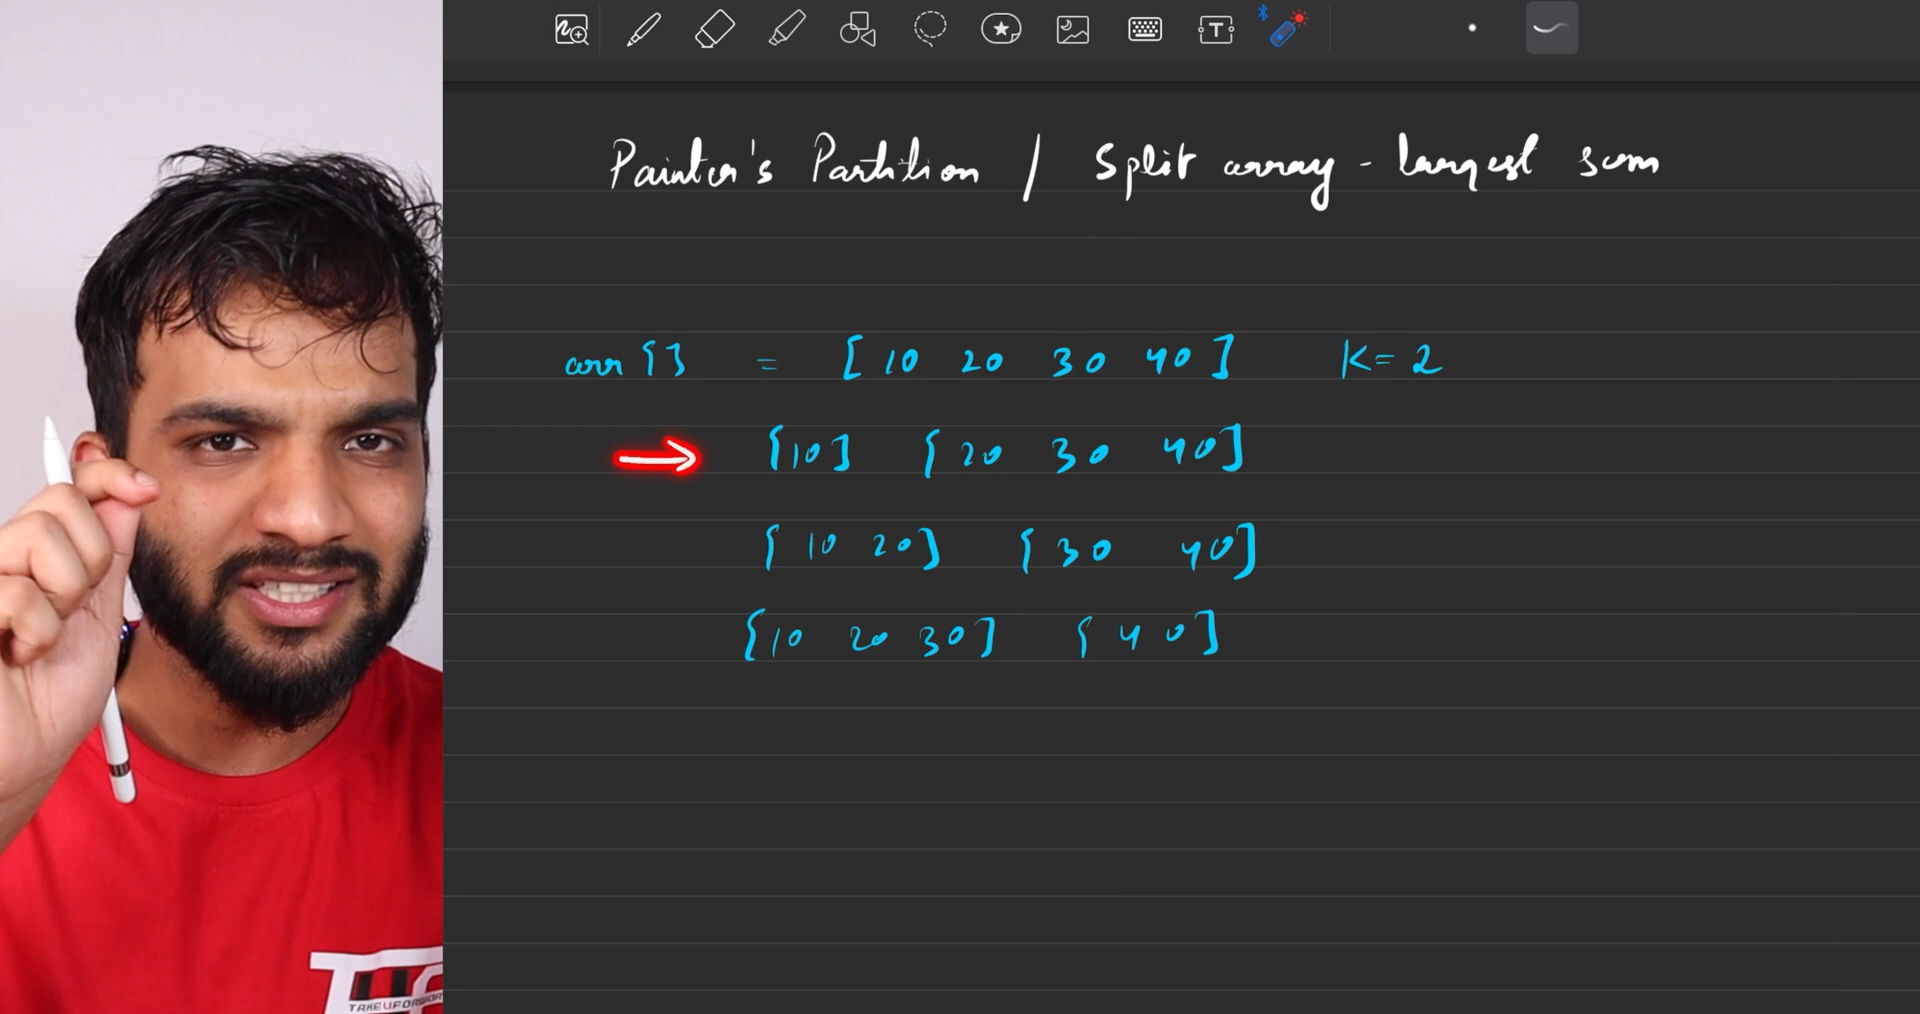 Painter's Partition / Split array - largest sum
arr [] = [ 10 20 30 40 ] K = 2
[10] [ 20 30 40]
[ 10 20] [ 30 40]
[10 20 30] [ 40]
TAKEUFORWARD